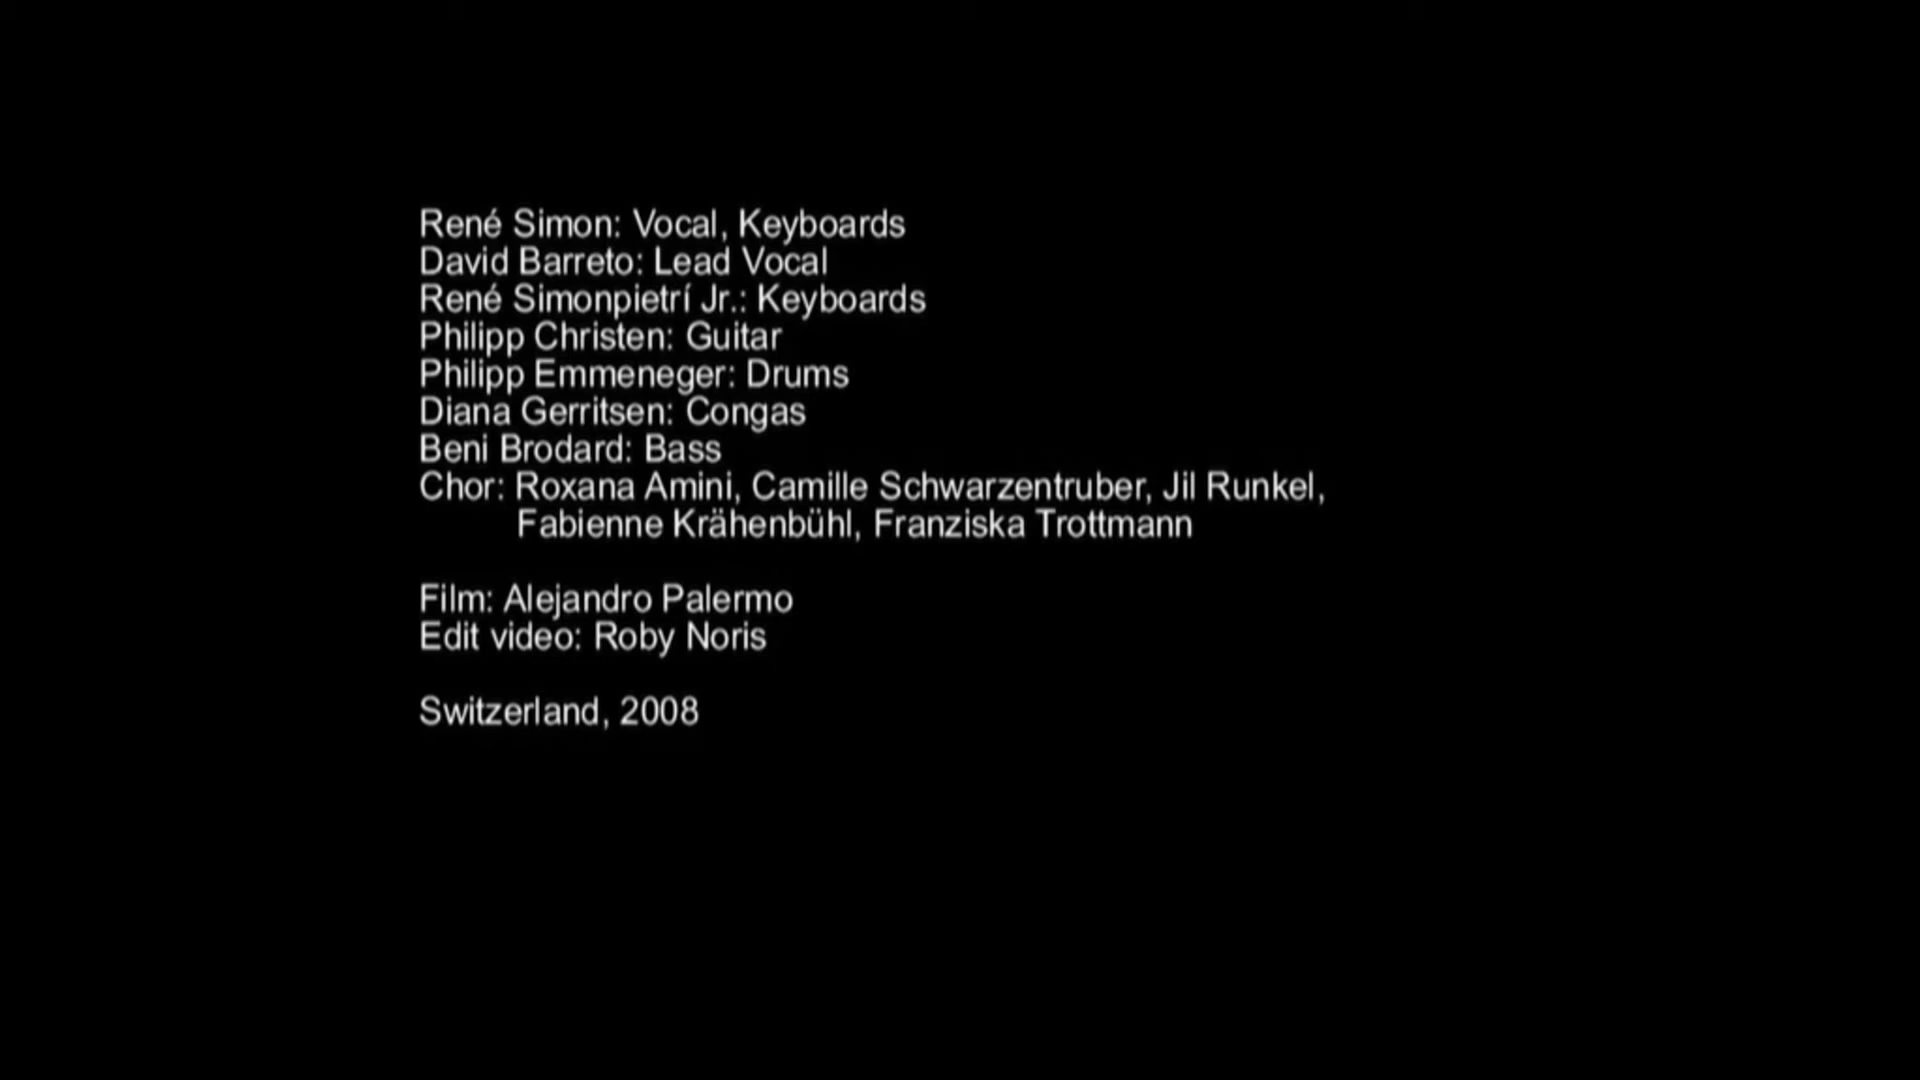 René Simon: Vocal, Keyboards
David Barreto: Lead Vocal
René Simonpietrí Jr.: Keyboards
Philipp Christen: Guitar
Philipp Emmeneger: Drums
Diana Gerritsen: Congas
Beni Brodard: Bass
Chor: Roxana Amini, Camille Schwarzentruber, Jil Runkel,
Fabienne Krähenbühl, Franziska Trottmann
Film: Alejandro Palermo
Edit video: Roby Noris
Switzerland, 2008